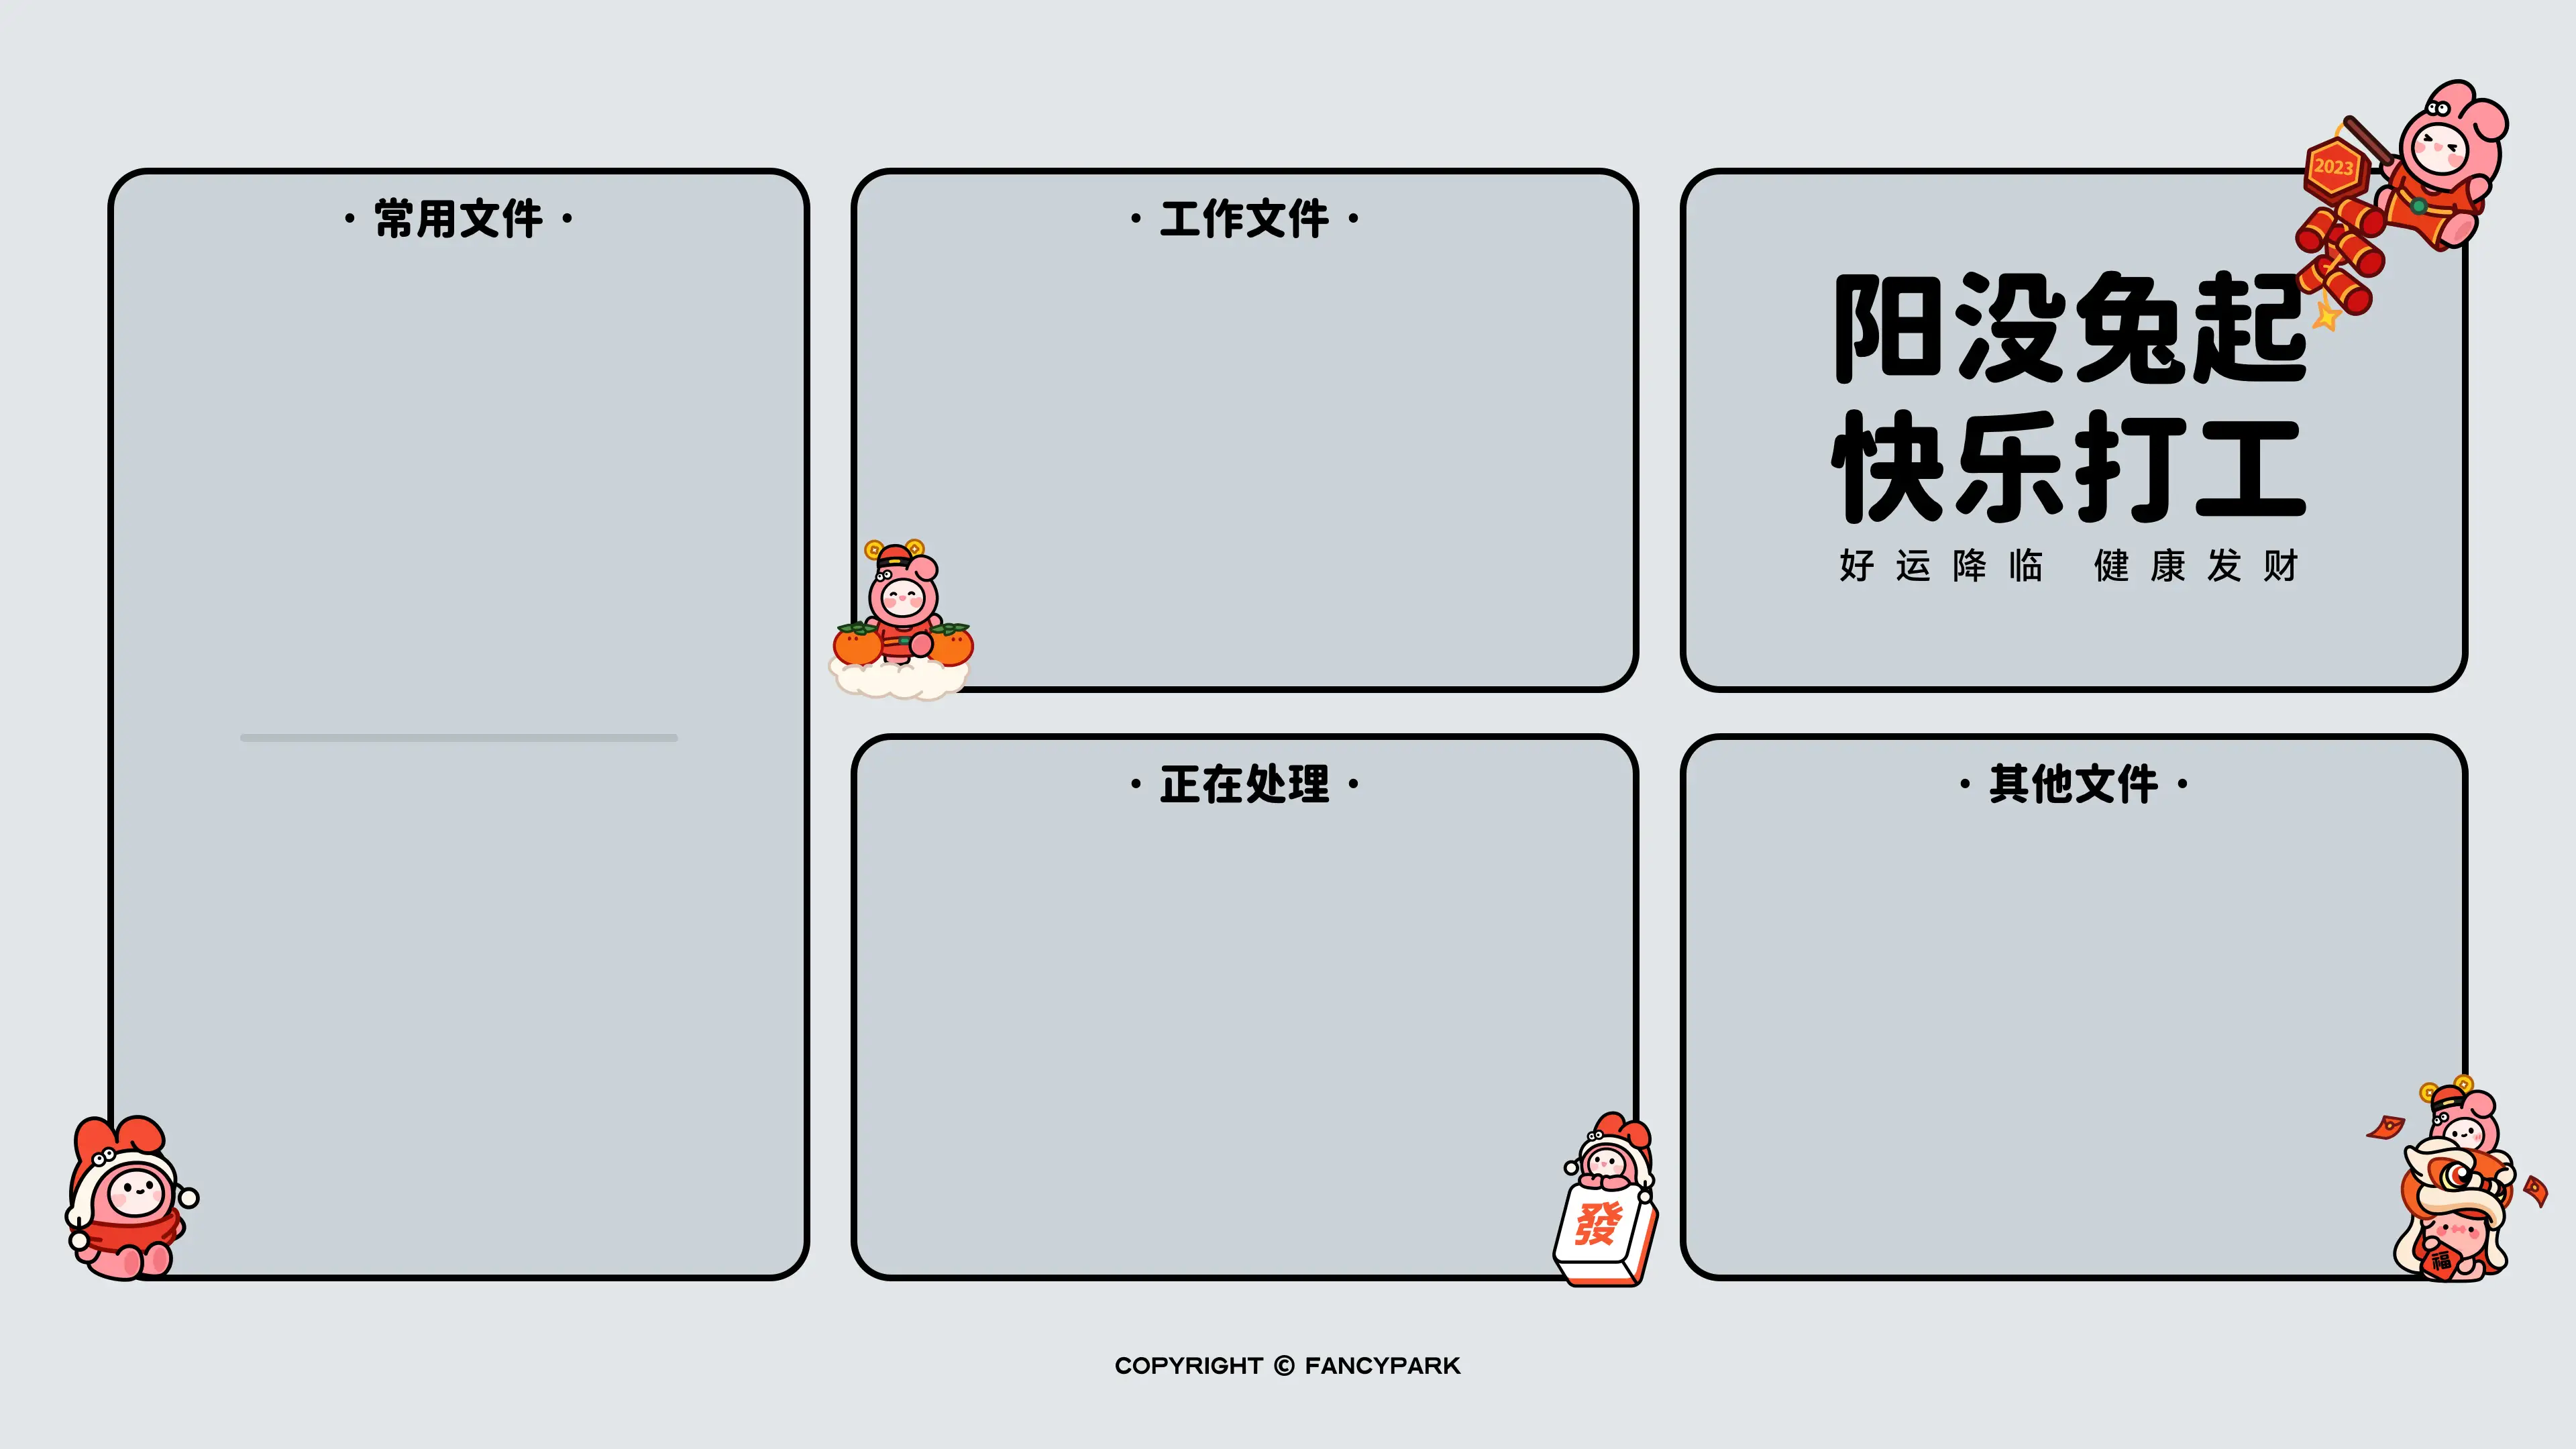 · 常用文件 ·
· 工作文件 ·
2023
阳没兔起
快乐打工
好运降临 健康发财
· 正在处理 ·
發
· 其他文件 ·
福
COPYRIGHT © FANCYPARK